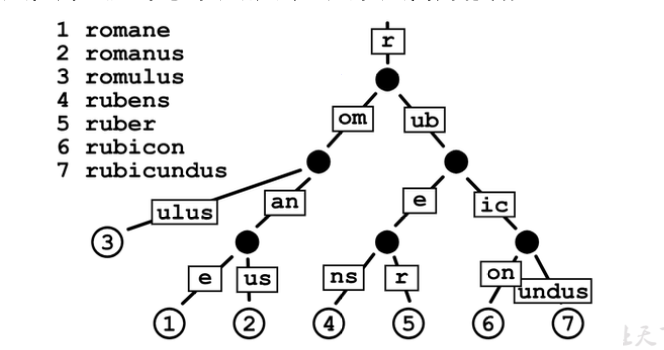 1 romane
2 romanus
3 romulus
4 rubens
5 ruber
6 rubicon
7 rubicundus
r
om
ub
ulus
an
e
ic
3
e
us
ns
r
on
undus
1
2
4
5
6
7